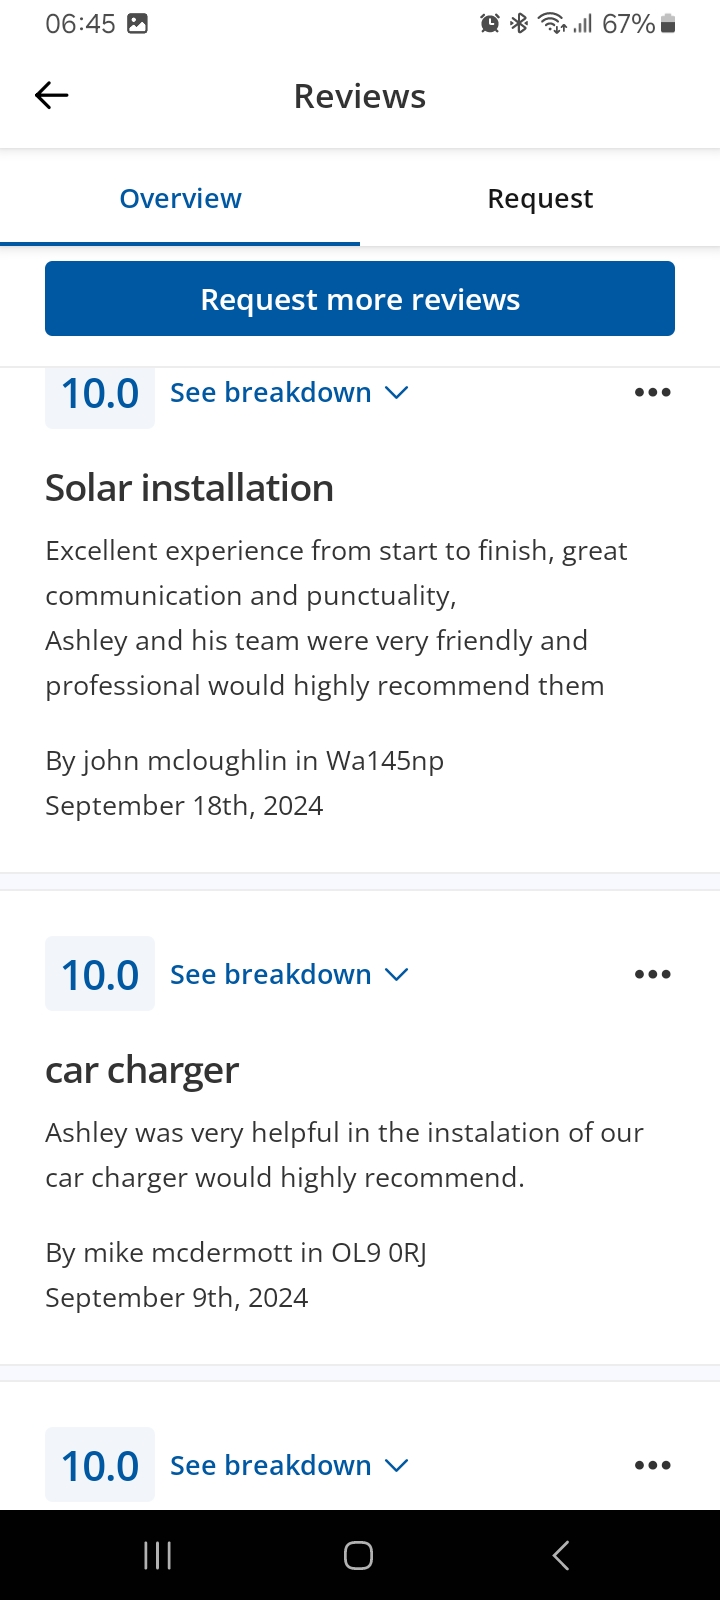 06:45
67%
Reviews
Overview
Request
Request more reviews
10.0
See breakdown
Solar installation
Excellent experience from start to finish, great
communication and punctuality,
Ashley and his team were very friendly and
professional would highly recommend them
By john mcloughlin in Wa145np
September 18th, 2024
10.0
See breakdown
car charger
Ashley was very helpful in the instalation of our
car charger would highly recommend.
By mike mcdermott in OL9 0RJ
September 9th, 2024
10.0
See breakdown